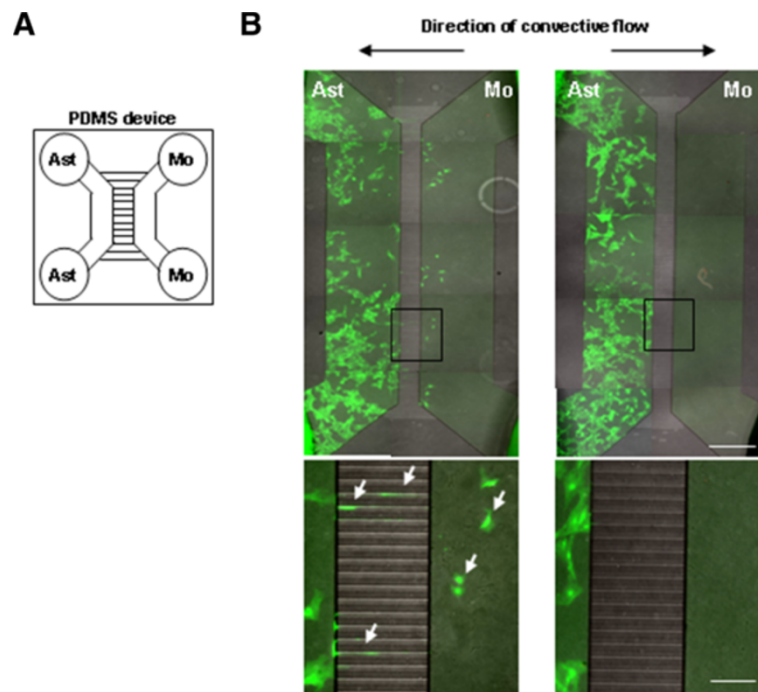 A
PDMS device
Ast Mo
Ast Mo
B
Direction of convective flow
Ast Mo
Ast Mo